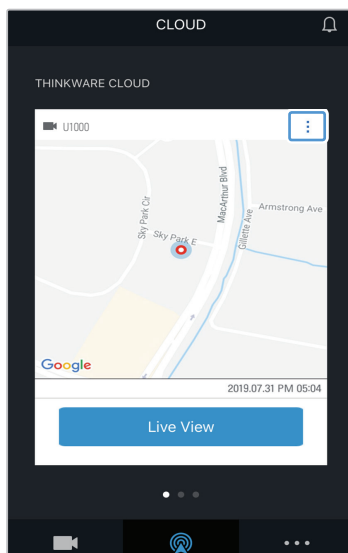 CLOUD
THINKWARE CLOUD
U1000
MacArthur Blvd
Armstrong Ave
Sky Park Cir
Gillette Ave
Sky Park E
Google
2019.07.31 PM 05:04
Live View